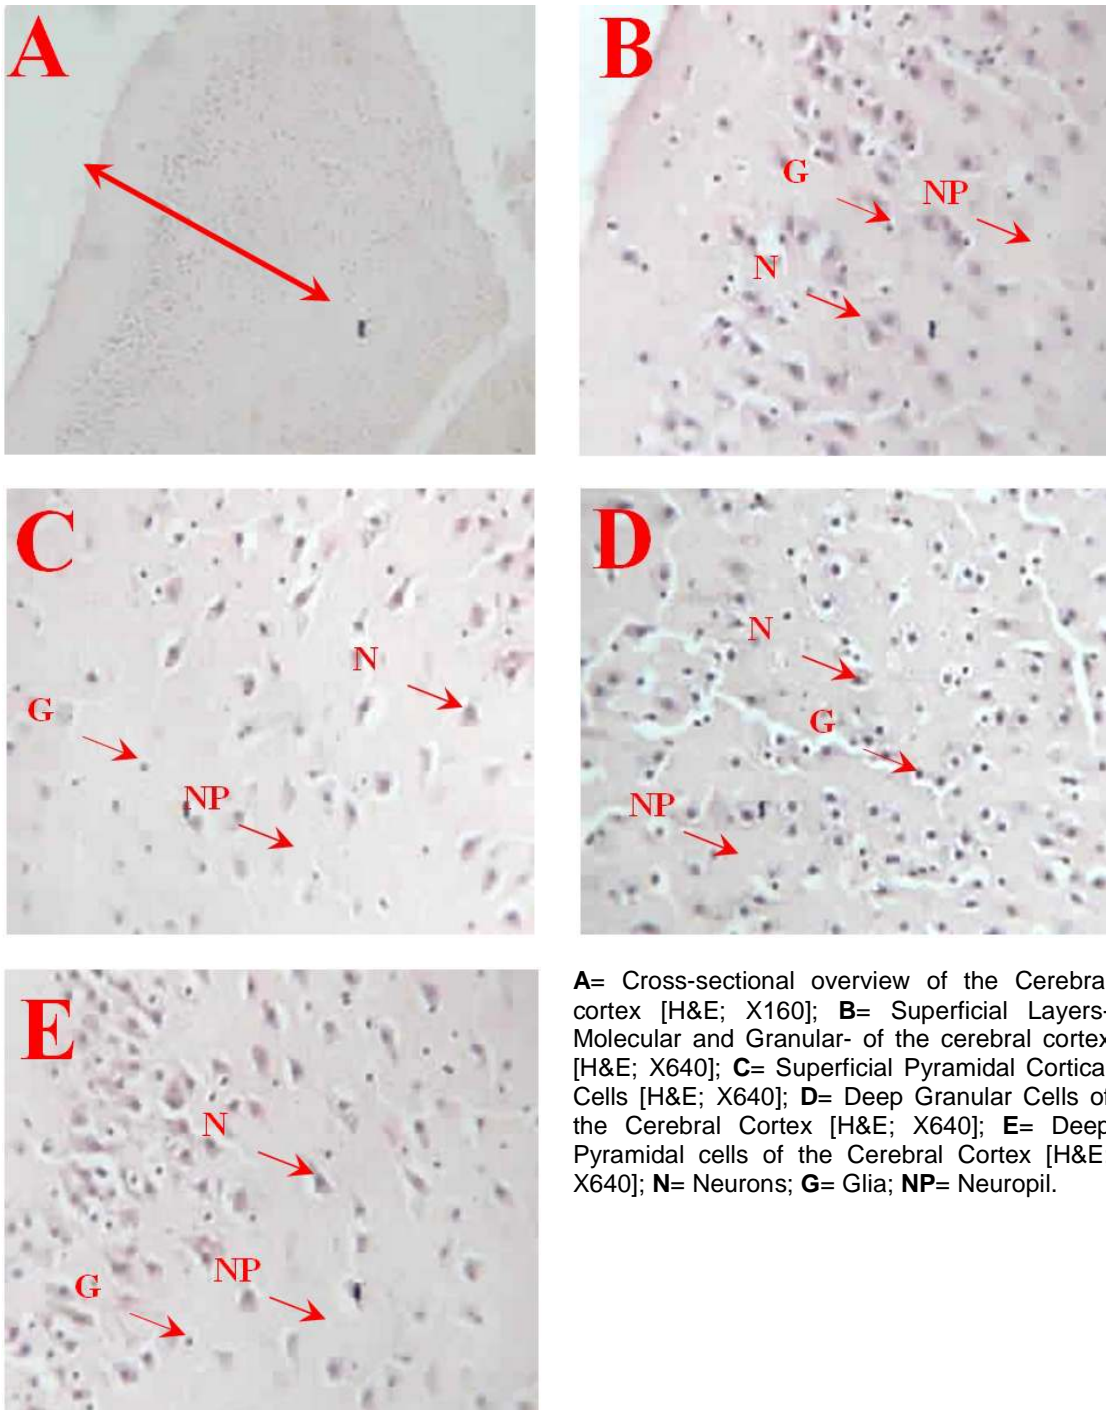 A
B
G
NP
N
C
N
G
NP
D
N
G
NP
E
N
NP
G
A= Cross-sectional overview of the Cerebra
cortex [H&E; X160]; B= Superficial Layers-
Molecular and Granular- of the cerebral cortex
[H&E; X640]; C= Superficial Pyramidal Cortica
Cells [H&E; X640]; D= Deep Granular Cells of
the Cerebral Cortex [H&E; X640]; E= Deep
Pyramidal cells of the Cerebral Cortex [H&E
X640]; N= Neurons; G= Glia; NP= Neuropil.